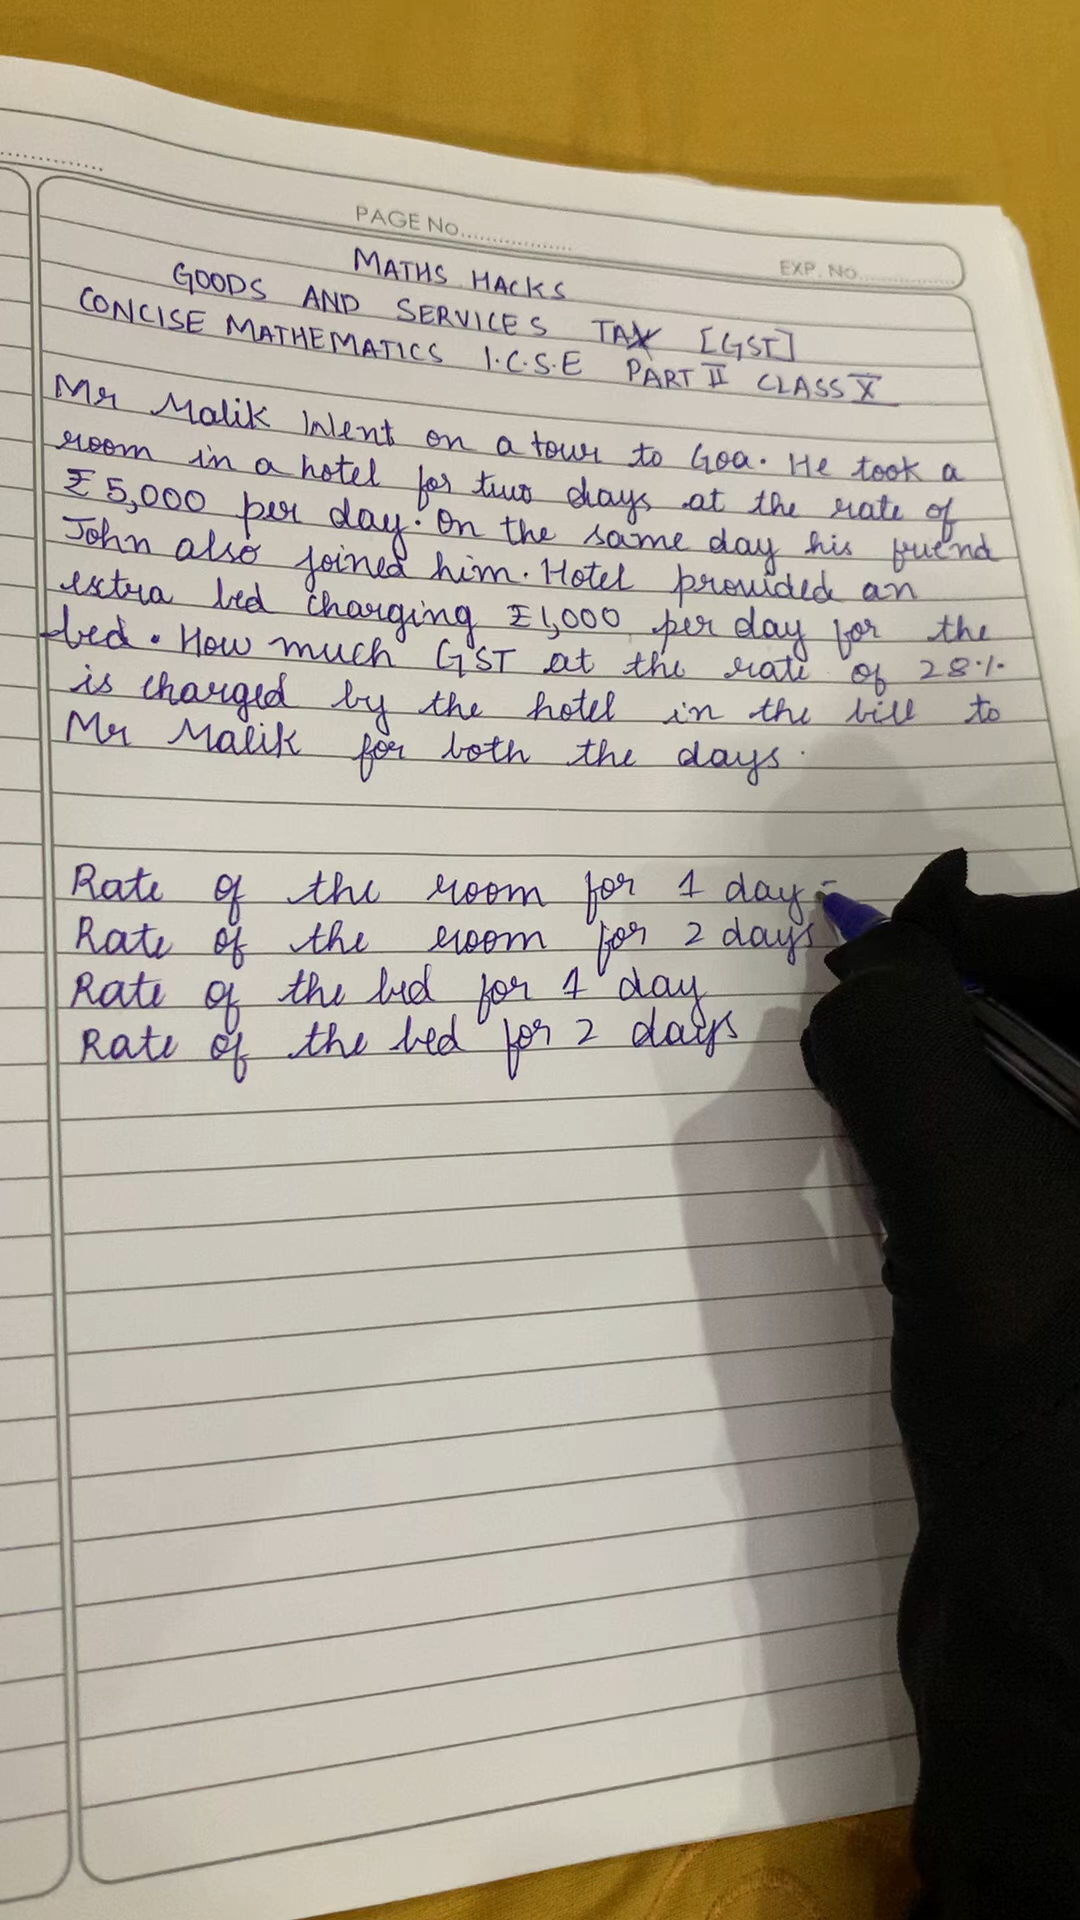 PAGE No.
EXP. No.
MATHS HACKS
GOODS AND SERVICES TAX [GST]
CONCISE MATHEMATICS I.C.S.E PART II CLASS X
Mr Malik Went on a tour to Goa. He took a
room in a hotel for two days at the rate of
₹5,000 per day. On the same day his friend
John also joined him. Hotel provided an
extra bed charging ₹1,000 per day for the
bed. How much GST at the rate of 28%
is charged by the hotel in the bill to
Mr Malik for both the days.
Rate of the room for 1 day =
Rate of the room for 2 days
Rate of the bed for 1 day
Rate of the bed for 2 days